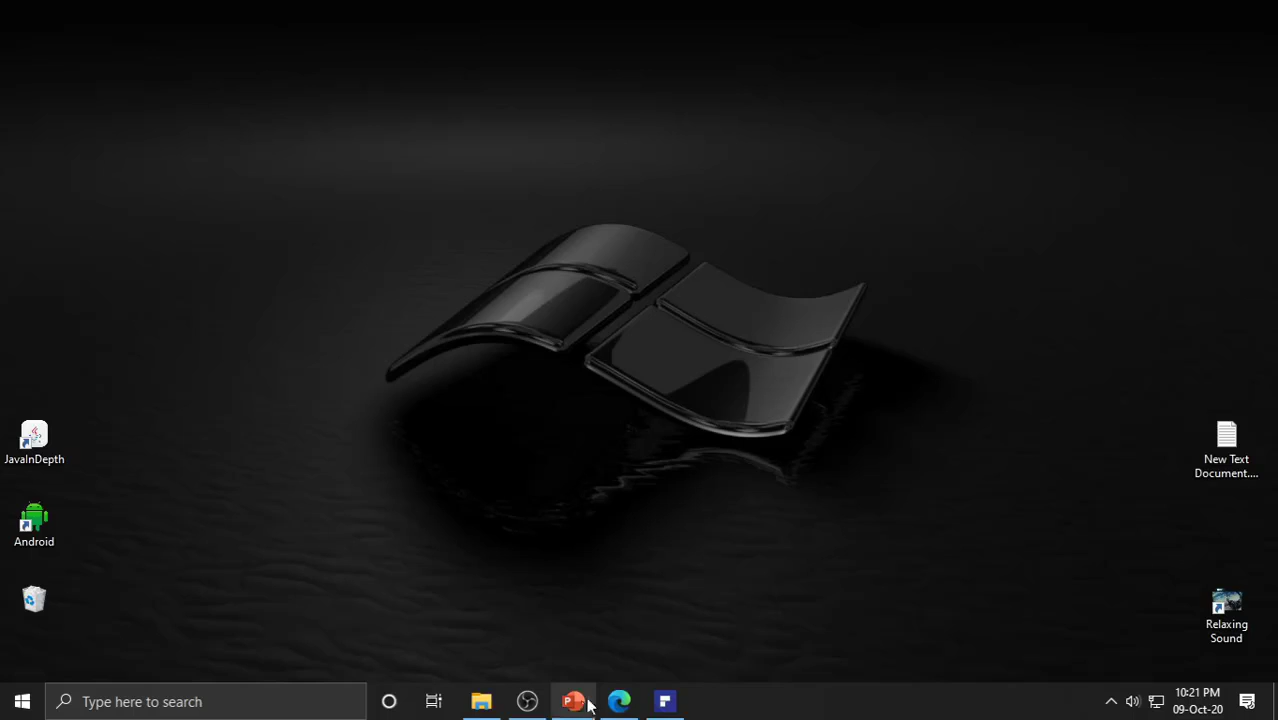 JavaInDepth
Android
New Text
Document....
Relaxing
Sound
Type here to search
10:21 PM
09-Oct-20